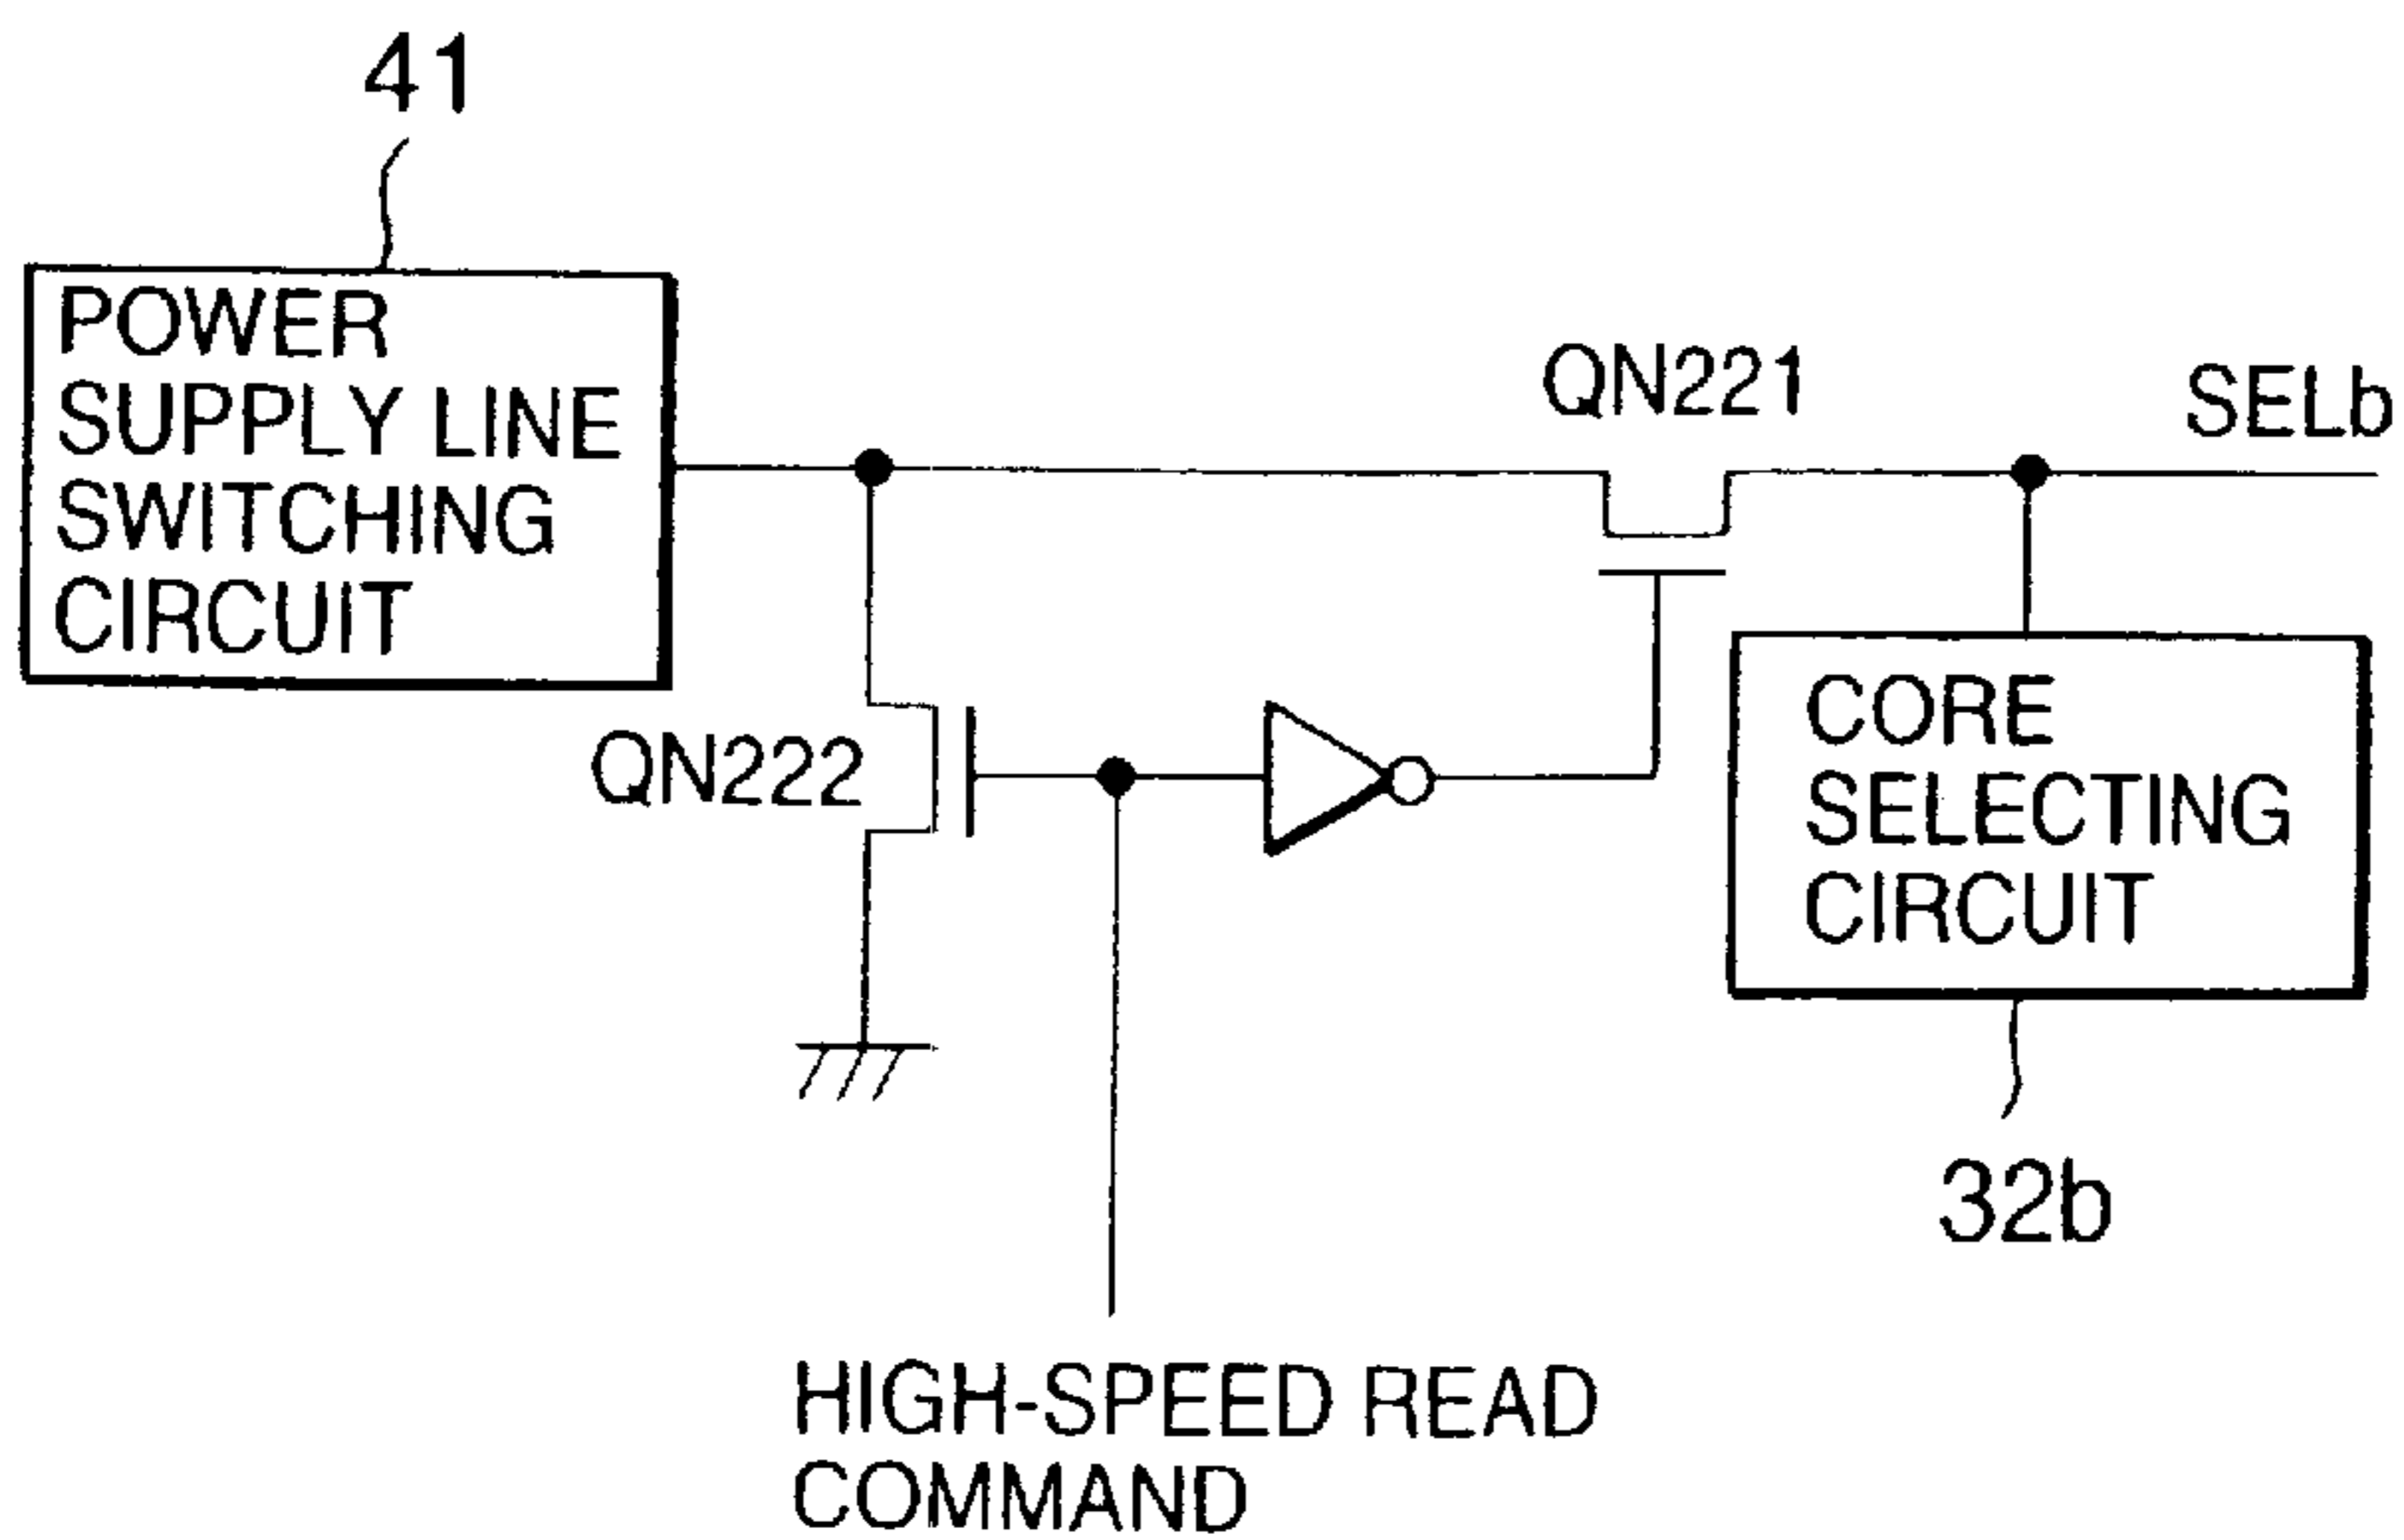 41
POWER
SUPPLY LINE
SWITCHING
CIRCUIT
QN221
SELb
QN222
CORE
SELECTING
CIRCUIT
32b
HIGH-SPEED READ
COMMAND